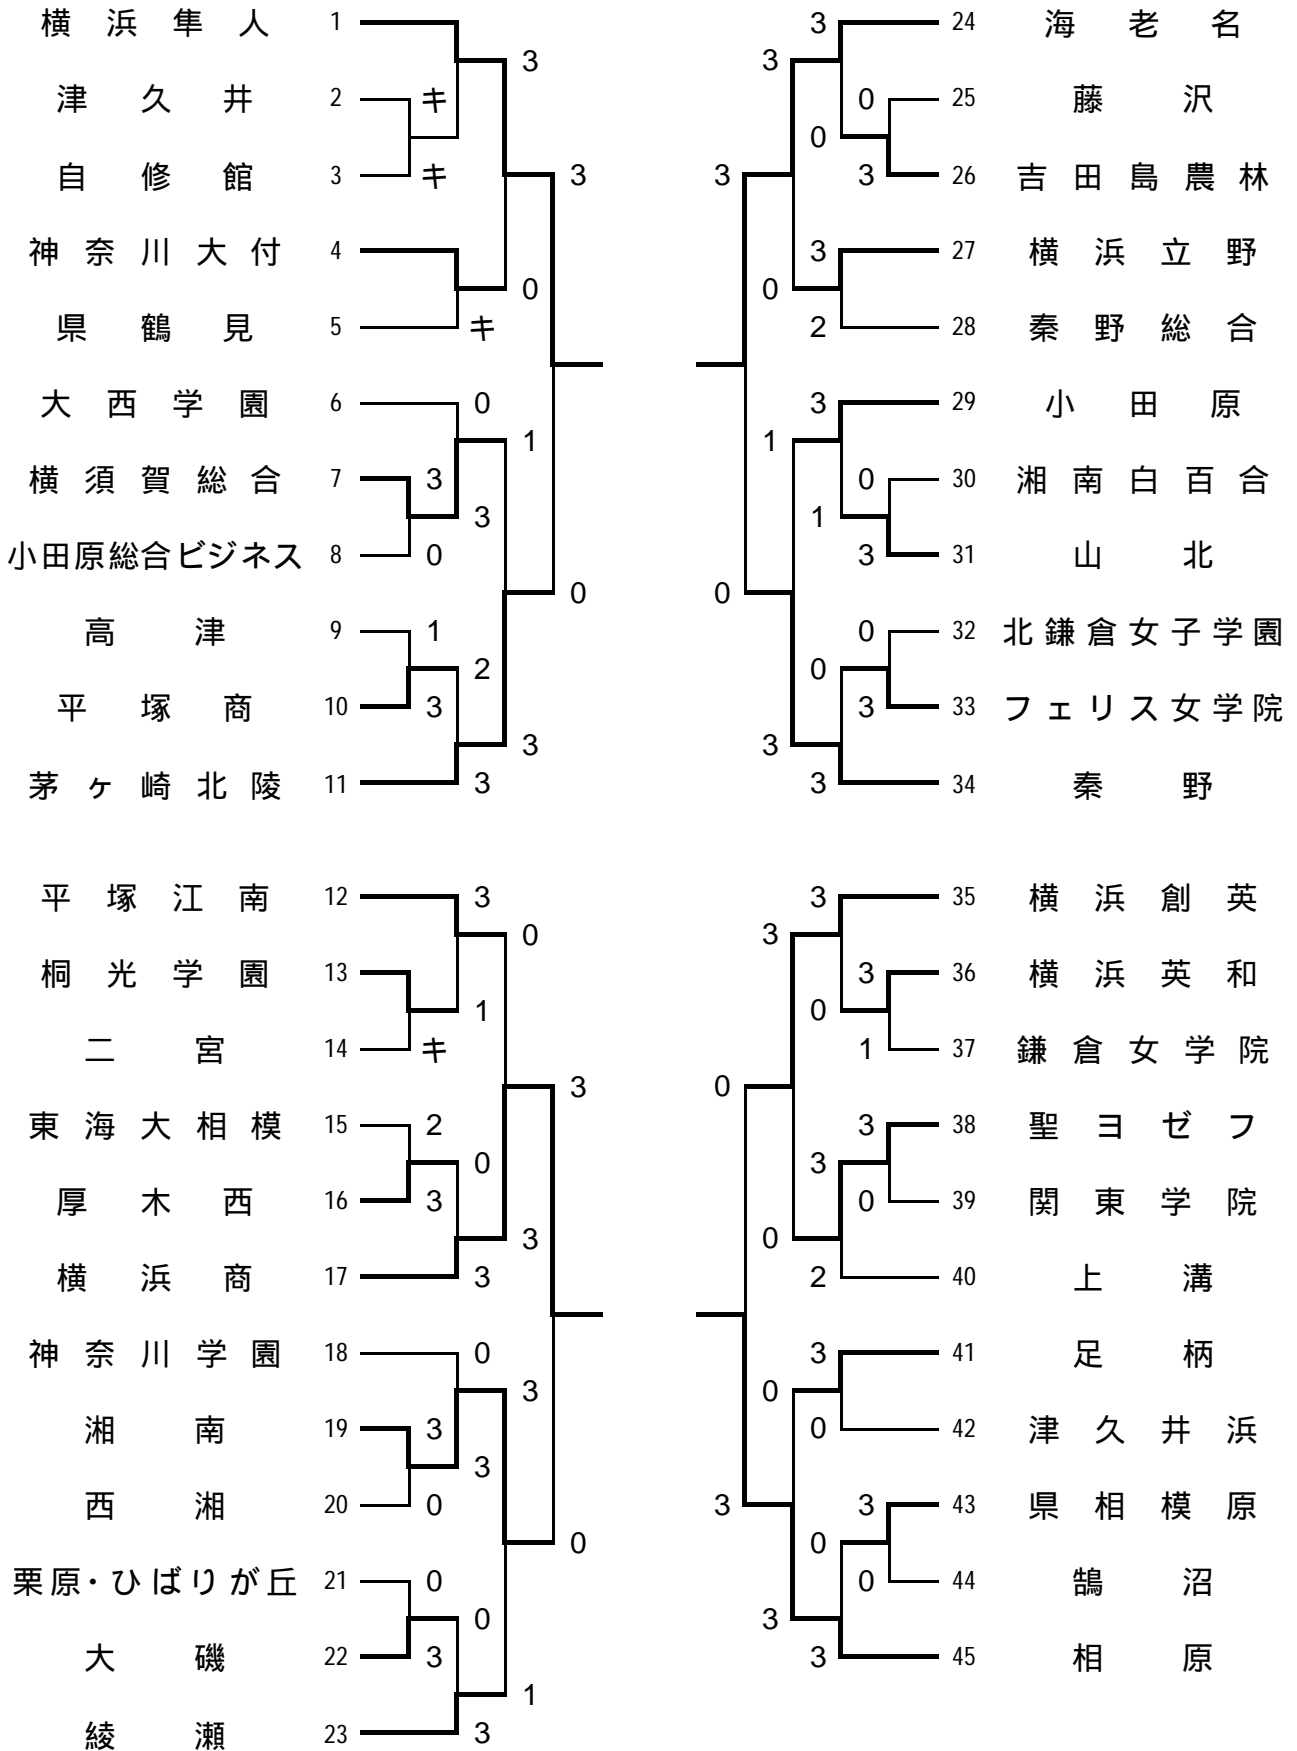 横浜隼人 1 3 3 24 海老名
3
津久井 2 キ 0 25 藤沢
0
自修館 3 キ 3 3 3 26 吉田島農林
神奈川大付 4 3 27 横浜立野
0 0
県鶴見 5 キ 2 28 秦野総合
大西学園 6 0 3 29 小田原
1 1
横須賀総合 7 3 0 30 湘南白百合
3 1
小田原総合ビジネス 8 0 3 31 山北
0 0
高津 9 1 0 32 北鎌倉女子学園
2 0
平塚商 10 3 3 33 フェリス女学院
3 3
茅ヶ崎北陵 11 3 3 34 秦野
平塚江南 12 3 3 35 横浜創英
0 3
桐光学園 13 3 36 横浜英和
1 0
二宮 14 キ 1 37 鎌倉女学院
3 0
東海大相模 15 2 3 38 聖ヨゼフ
0 3
厚木西 16 3 0 39 関東学院
3 0
横浜商 17 3 2 40 上溝
神奈川学園 18 0 3 41 足柄
3 0
湘南 19 3 0 42 津久井浜
3
西湘 20 0 3 3 43 県相模原
0 0
栗原・ひばりが丘 21 0 0 44 鵠沼
0 3
大磯 22 3 3 45 相原
1
綾瀬 23 3